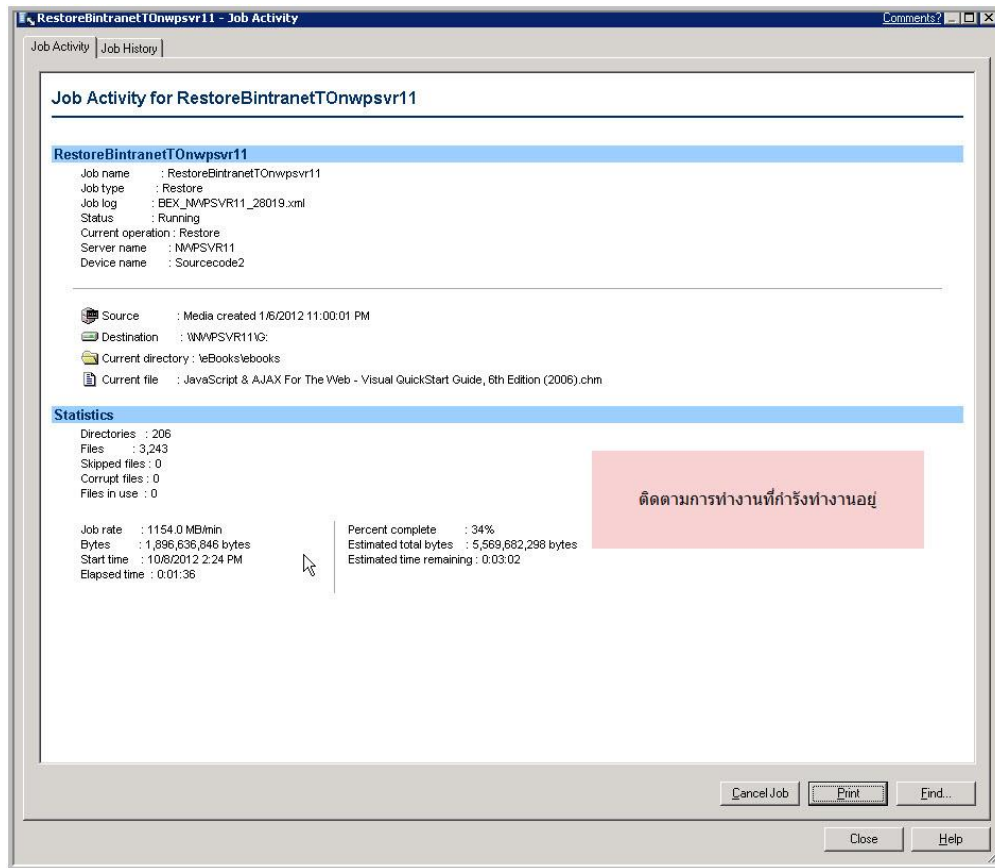 RestoreBintranetTOnwpsvr11 - Job Activity
Comments?
Job Activity
Job History
Job Activity for RestoreBintranetTOnwpsvr11
RestoreBintranetTOnwpsvr11
Job name : RestoreBintranetTOnwpsvr11
Job type : Restore
Job log : BEX_NWPSVR11_28019.xml
Status : Running
Current operation : Restore
Server name : NWPSVR11
Device name : Sourcecode2
Source : Media created 1/6/2012 11:00:01 PM
Destination : \\NWPSVR11\G:
Current directory : \eBooks\ebooks
Current file : JavaScript & AJAX For The Web - Visual QuickStart Guide, 6th Edition (2006).chm
Statistics
Directories : 206
Files : 3,243
Skipped files : 0
Corrupt files : 0
Files in use : 0
ติดตามการทำงานที่กำรังทำงานอยู่
Job rate : 1154.0 MB/min
Bytes : 1,896,636,846 bytes
Start time : 10/8/2012 2:24 PM
Elapsed time : 0:01:36
Percent complete : 34%
Estimated total bytes : 5,569,682,298 bytes
Estimated time remaining : 0:03:02
Cancel Job
Print
Find...
Close
Help